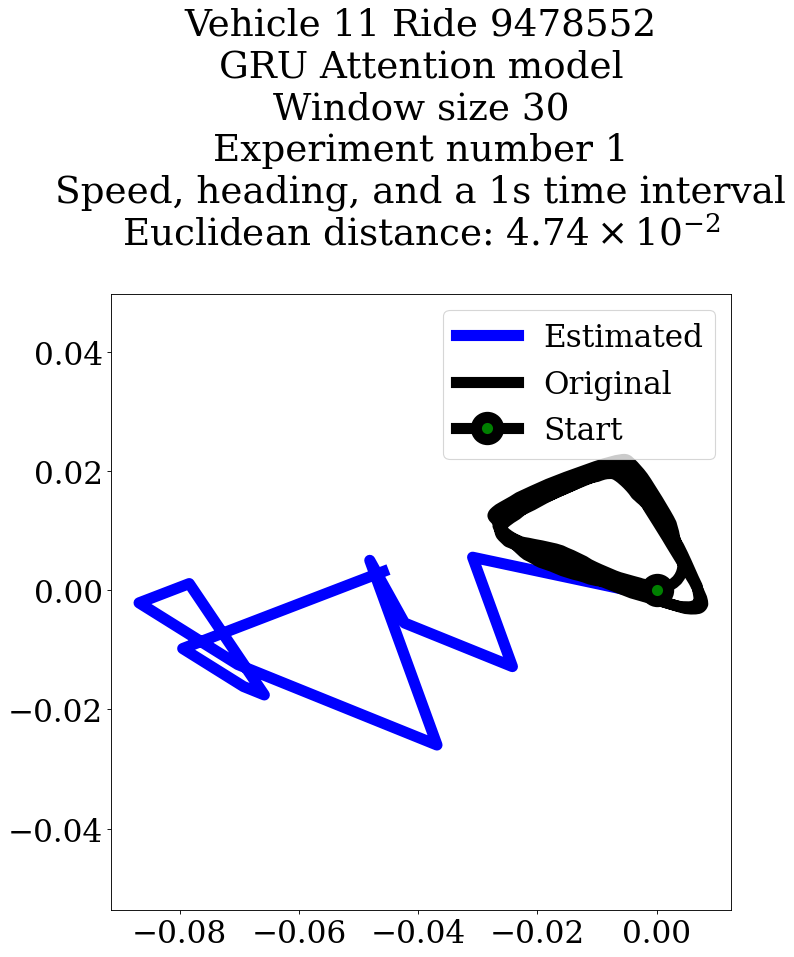 Vehicle 11 Ride 9478552
GRU Attention model
Window size 30
Experiment number 1
Speed, heading, and a 1s time interval
Euclidean distance: 4.74 × 10⁻²
Estimated
Original
Start
0.04
0.02
0.00
−0.02
−0.04
−0.08 −0.06 −0.04 −0.02 0.00